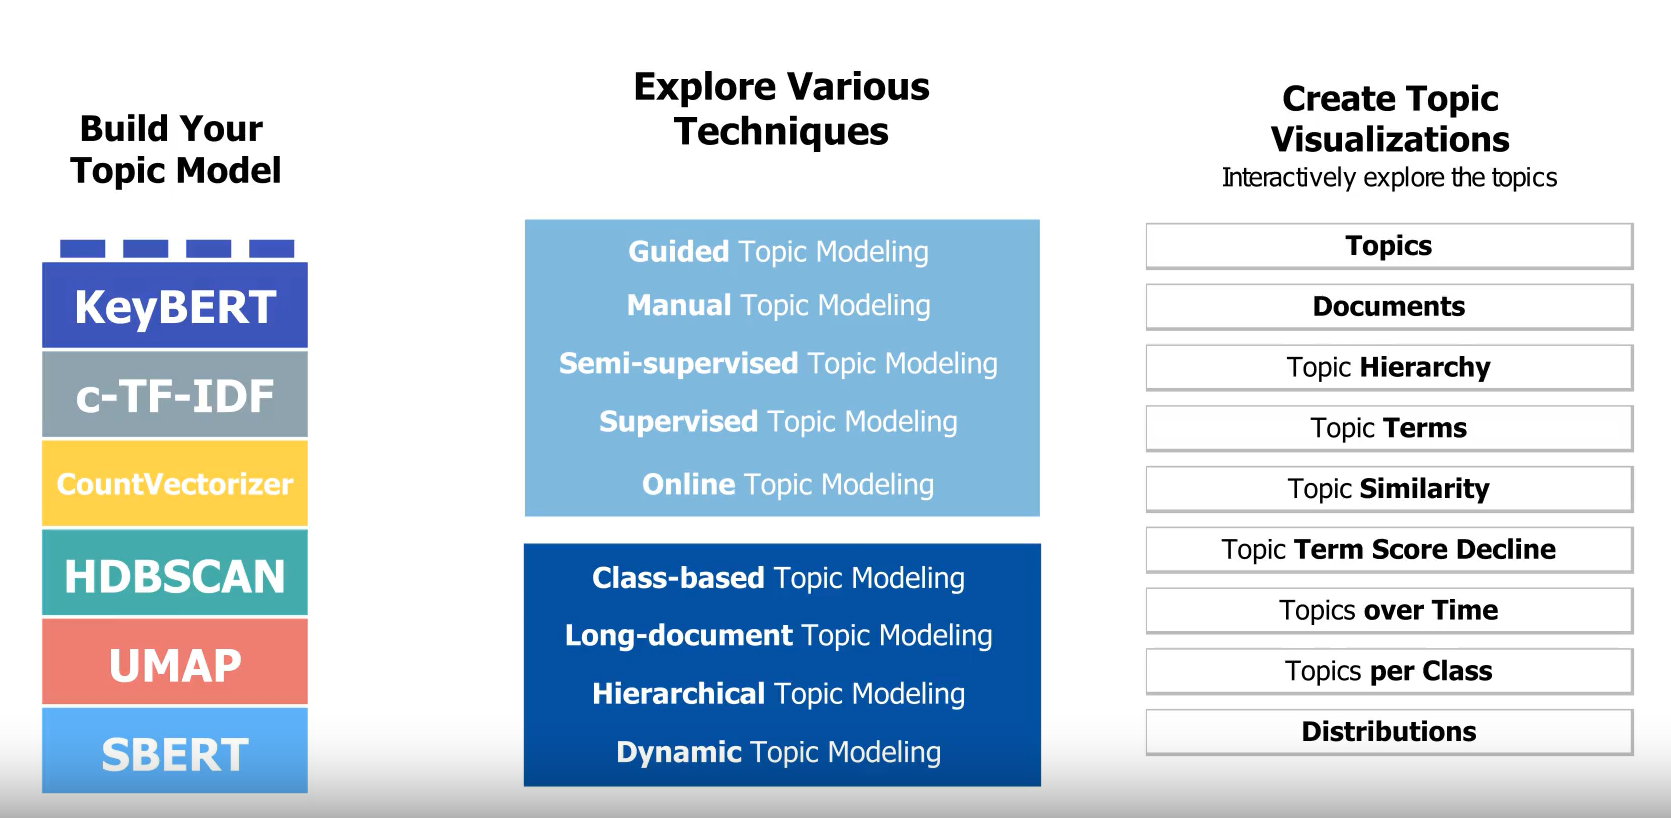 Build Your
Topic Model
KeyBERT
c-TF-IDF
CountVectorizer
HDBSCAN
UMAP
SBERT
Explore Various
Techniques
Guided Topic Modeling
Manual Topic Modeling
Semi-supervised Topic Modeling
Supervised Topic Modeling
Online Topic Modeling
Class-based Topic Modeling
Long-document Topic Modeling
Hierarchical Topic Modeling
Dynamic Topic Modeling
Create Topic
Visualizations
Interactively explore the topics
Topics
Documents
Topic Hierarchy
Topic Terms
Topic Similarity
Topic Term Score Decline
Topics over Time
Topics per Class
Distributions